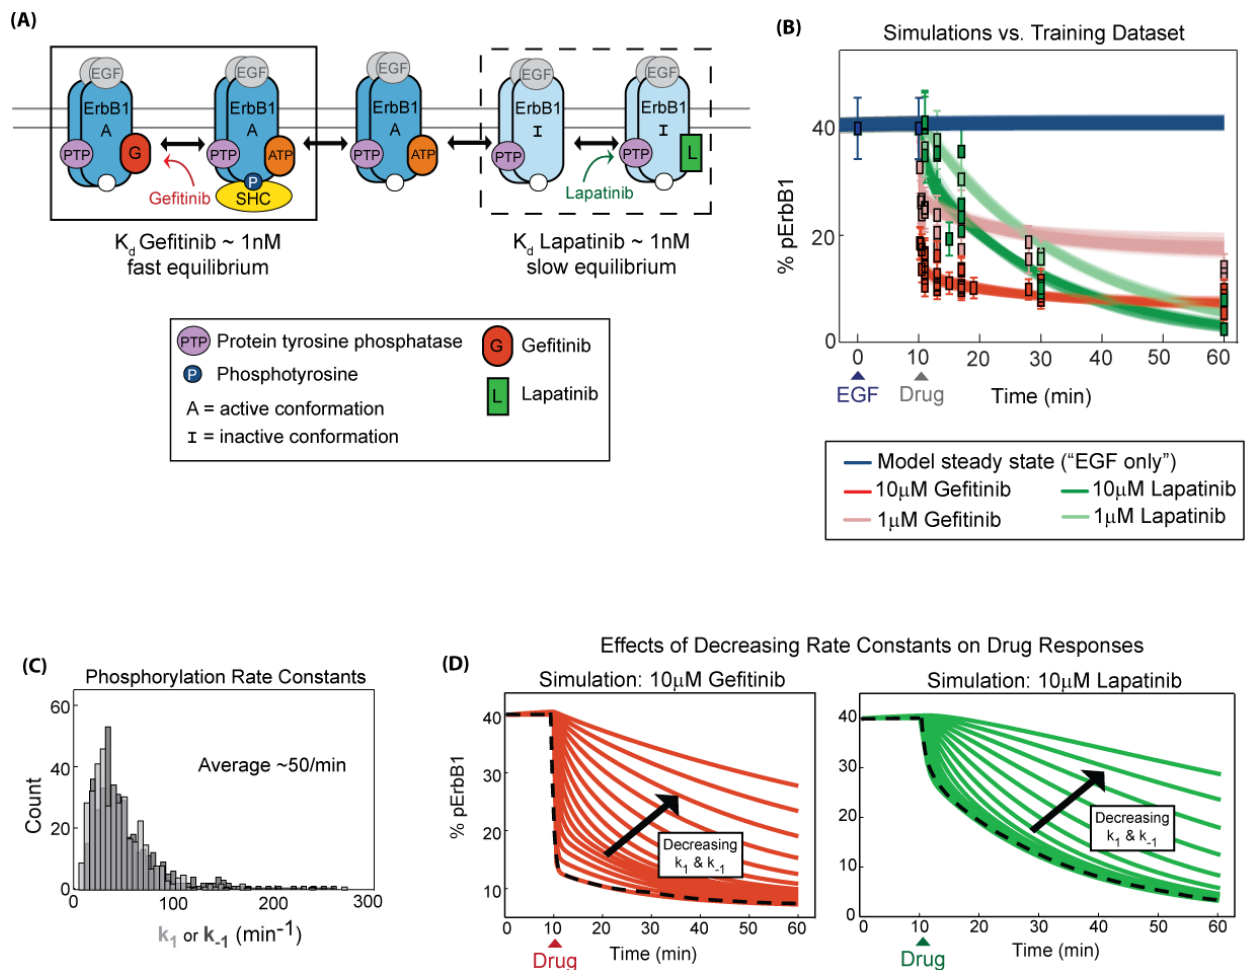 (A)
EGF
EGF
EGF
EGF
EGF
ErbB1
ErbB1
ErbB1
ErbB1
ErbB1
A
A
A
I
I
PTP
G
PTP
ATP
PTP
ATP
PTP
PTP
L
P
SHC
Gefitinib
Lapatinib
Kd Gefitinib ~ 1nM
fast equilibrium
Kd Lapatinib ~ 1nM
slow equilibrium
PTP Protein tyrosine phosphatase
P Phosphotyrosine
A = active conformation
I = inactive conformation
G Gefitinib
L Lapatinib
(B)
Simulations vs. Training Dataset
% pErbB1
40
20
0
0 10 20 30 40 50 60
EGF Drug
Time (min)
Model steady state (“EGF only”)
10μM Gefitinib
10μM Lapatinib
1μM Gefitinib
1μM Lapatinib
(C)
Phosphorylation Rate Constants
Average ~50/min
Count
60
40
20
0
0 100 200 300
k1 or k-1 (min-1)
(D)
Effects of Decreasing Rate Constants on Drug Responses
Simulation: 10μM Gefitinib
% pErbB1
40
30
20
10
Decreasing
k1 & k-1
0 10 20 30 40 50 60
Time (min)
Drug
Simulation: 10μM Lapatinib
40
30
20
10
0
Decreasing
k1 & k-1
0 10 20 30 40 50 60
Time (min)
Drug